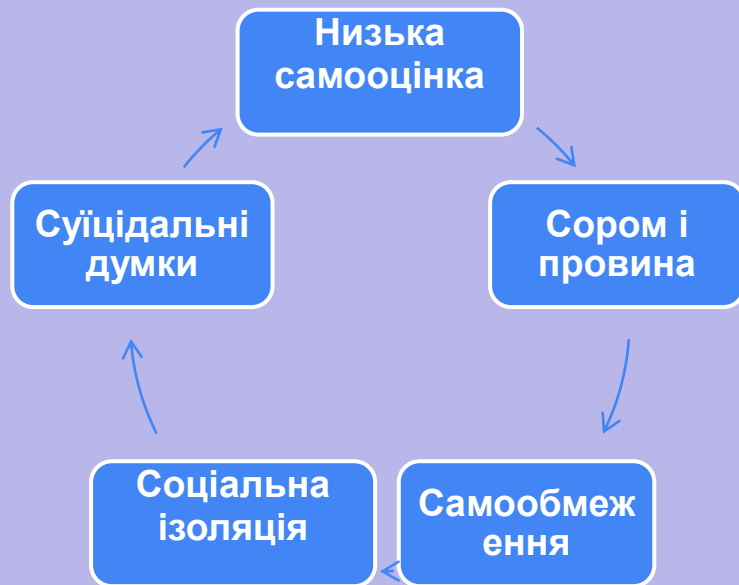 Низька
самооцінка
Сором і
провина
Самообмеж
ення
Соціальна
ізоляція
Суїцідальні
думки